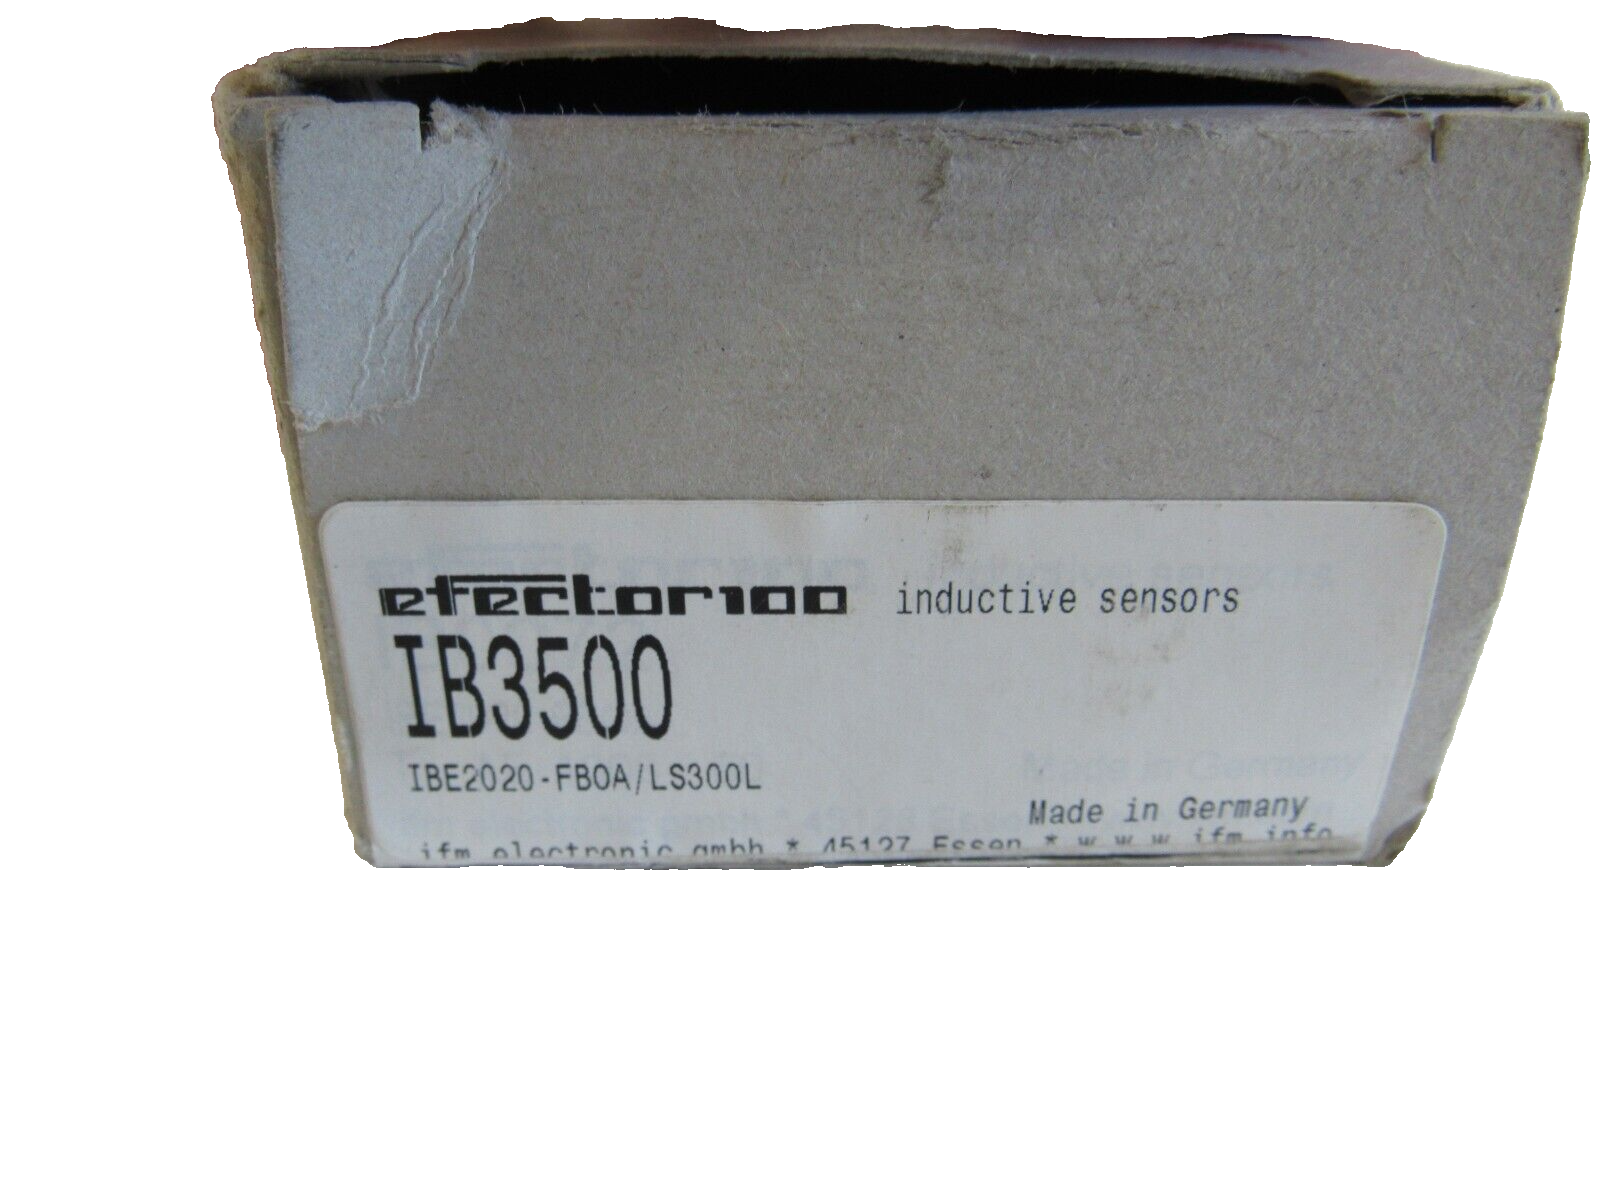 efector100 inductive sensors
IB3500
IBE2020-FBOA/LS300L
Made in Germany
ifm electronic gmbh * 45127 Essen * w w w ifm info